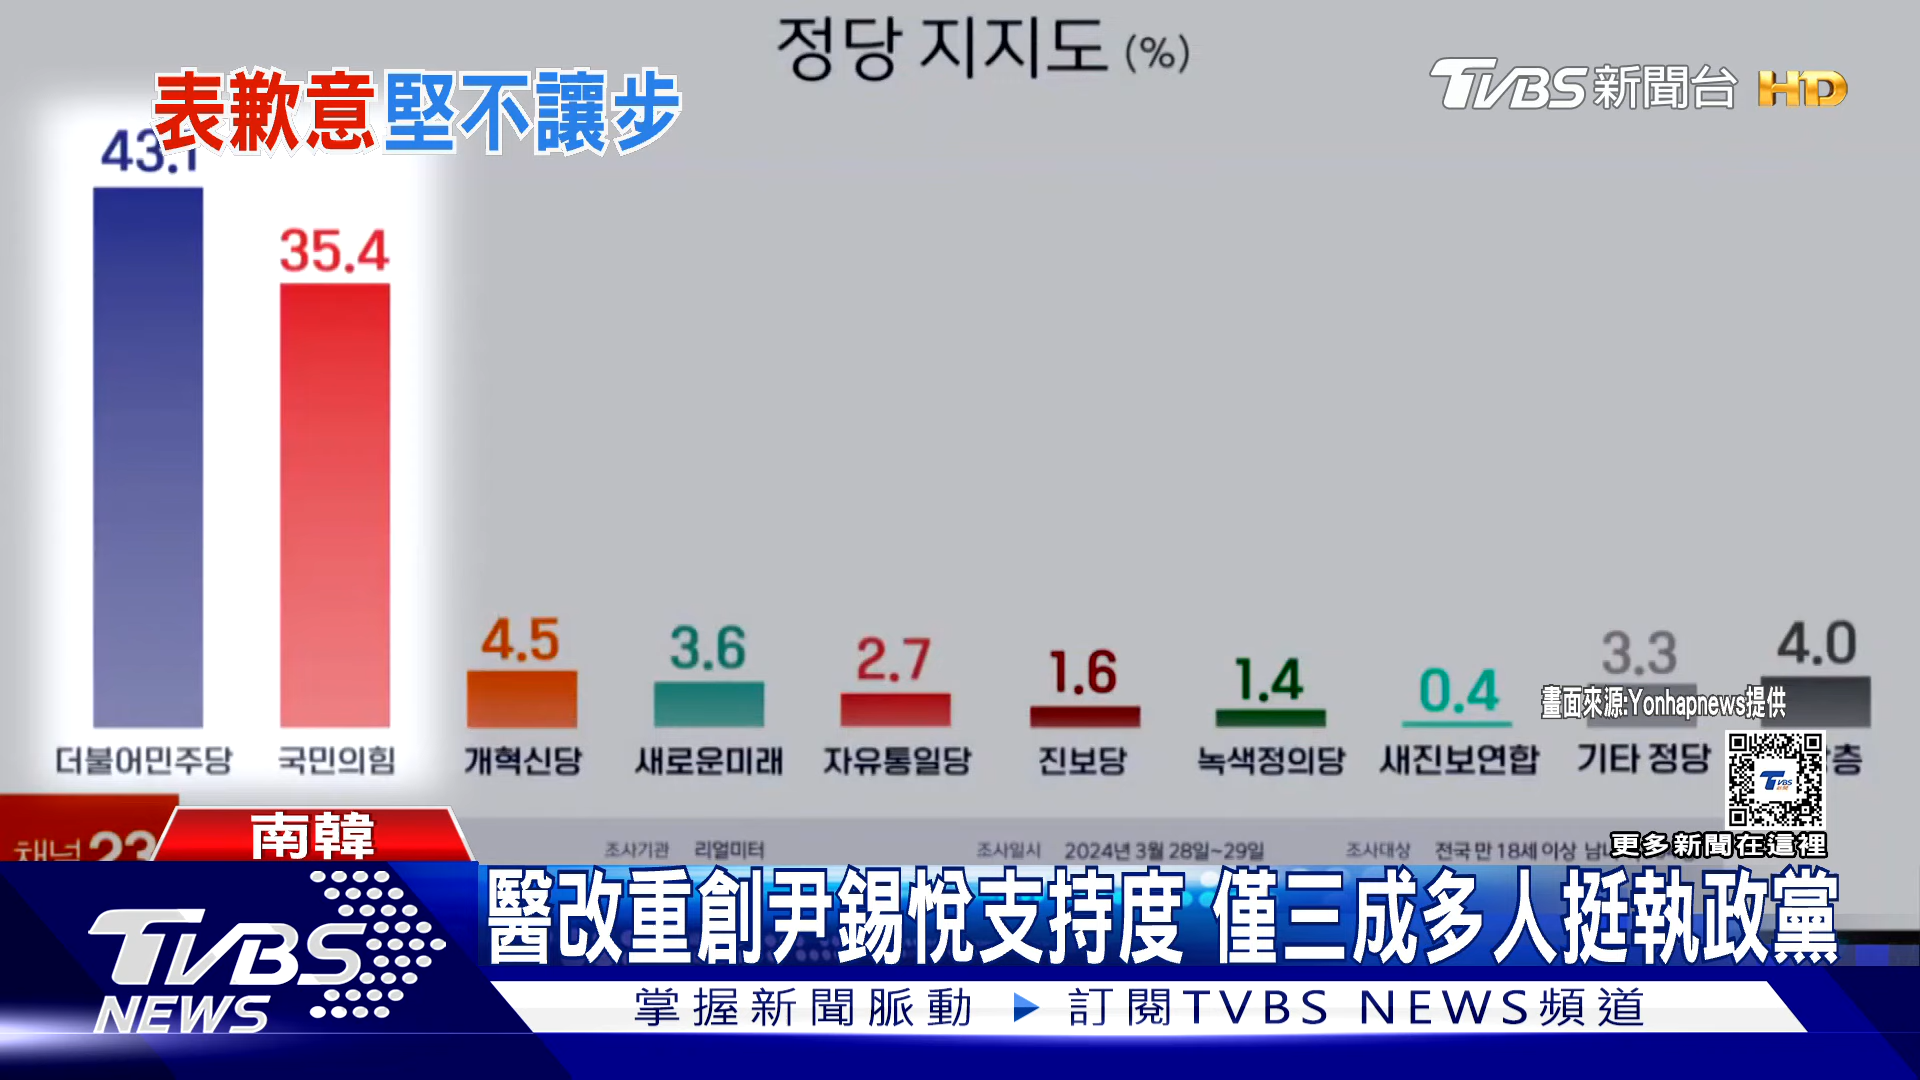 정당 지지도 (%)
表歉意 堅不讓步
TVBS新聞台 HD
43.1
35.4
4.5
3.6
2.7
1.6
1.4
0.4
3.3
4.0
畫面來源:Yonhapnews提供
더불어민주당
국민의힘
개혁신당
새로운미래
자유통일당
진보당
녹색정의당
새진보연합
기타 정당
층
TVBS
채널 23
南韓
조사기관 리얼미터
조사일시 2024년 3월 28일~29일
조사대상 전국 만 18세 이상
更多新聞在這裡
醫改重創尹錫悅支持度 僅三成多人挺執政黨
TVBS NEWS
掌握新聞脈動 訂閱TVBS NEWS頻道